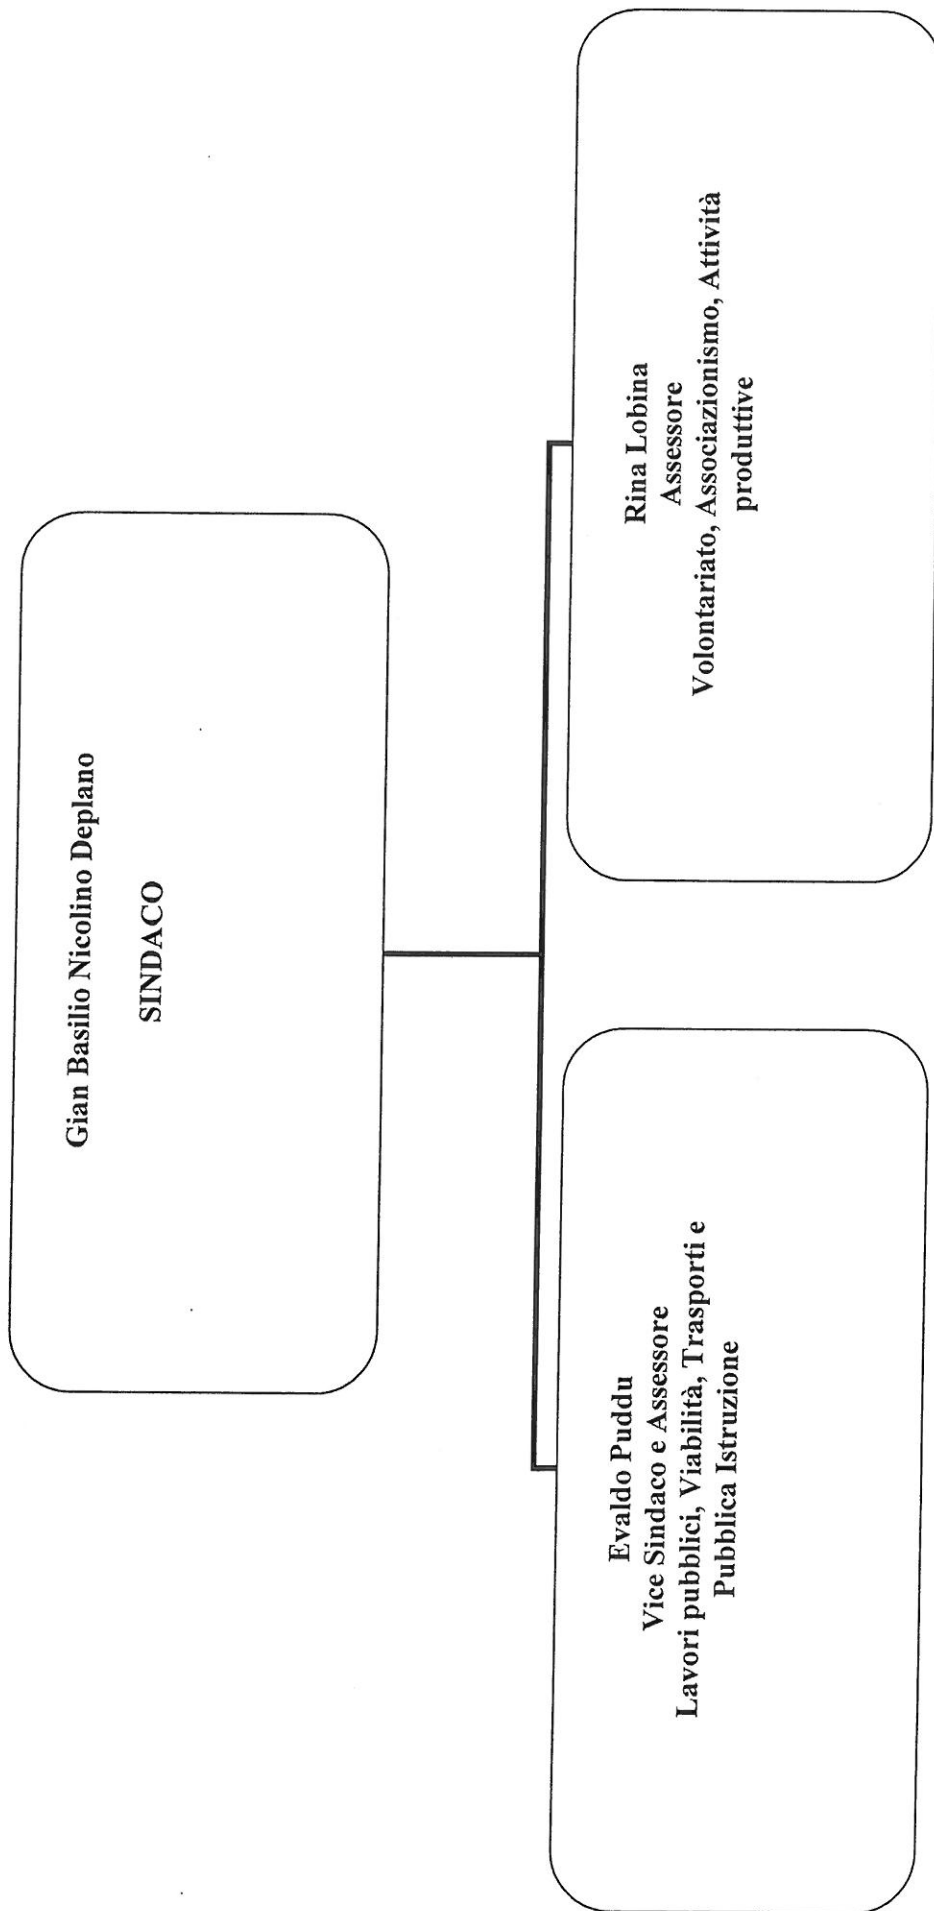 Gian Basilio Nicolino Deplano
SINDACO
Evaldo Puddu
Vice Sindaco e Assessore
Lavori pubblici, Viabilità, Trasporti e
Pubblica Istruzione
Rina Lobina
Assessore
Volontariato, Associazionismo, Attività
produttive